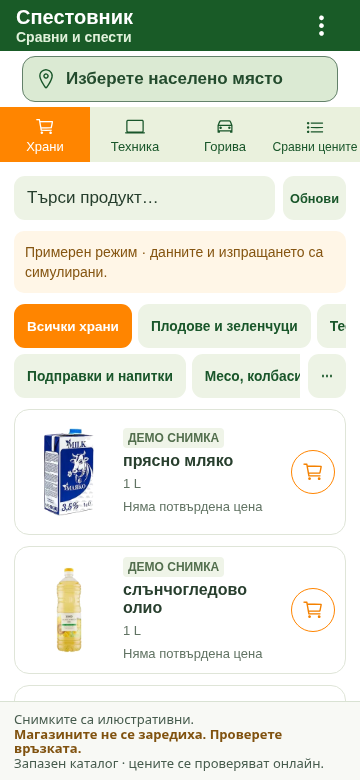 Спестовник
Сравни и спести
Изберете населено място
Храни
Техника
Горива
Сравни цените
Търси продукт…
Обнови
Примерен режим · данните и изпращането са
симулирани.
Всички храни
Плодове и зеленчуци
Подправки и напитки
Месо, колбаси
...
ДЕМО СНИМКА
прясно мляко
1 L
Няма потвърдена цена
ДЕМО СНИМКА
слънчогледово
олио
1 L
Няма потвърдена цена
Снимките са илюстративни.
Магазините не се заредиха. Проверете
връзката.
Запазен каталог · цените се проверяват онлайн.